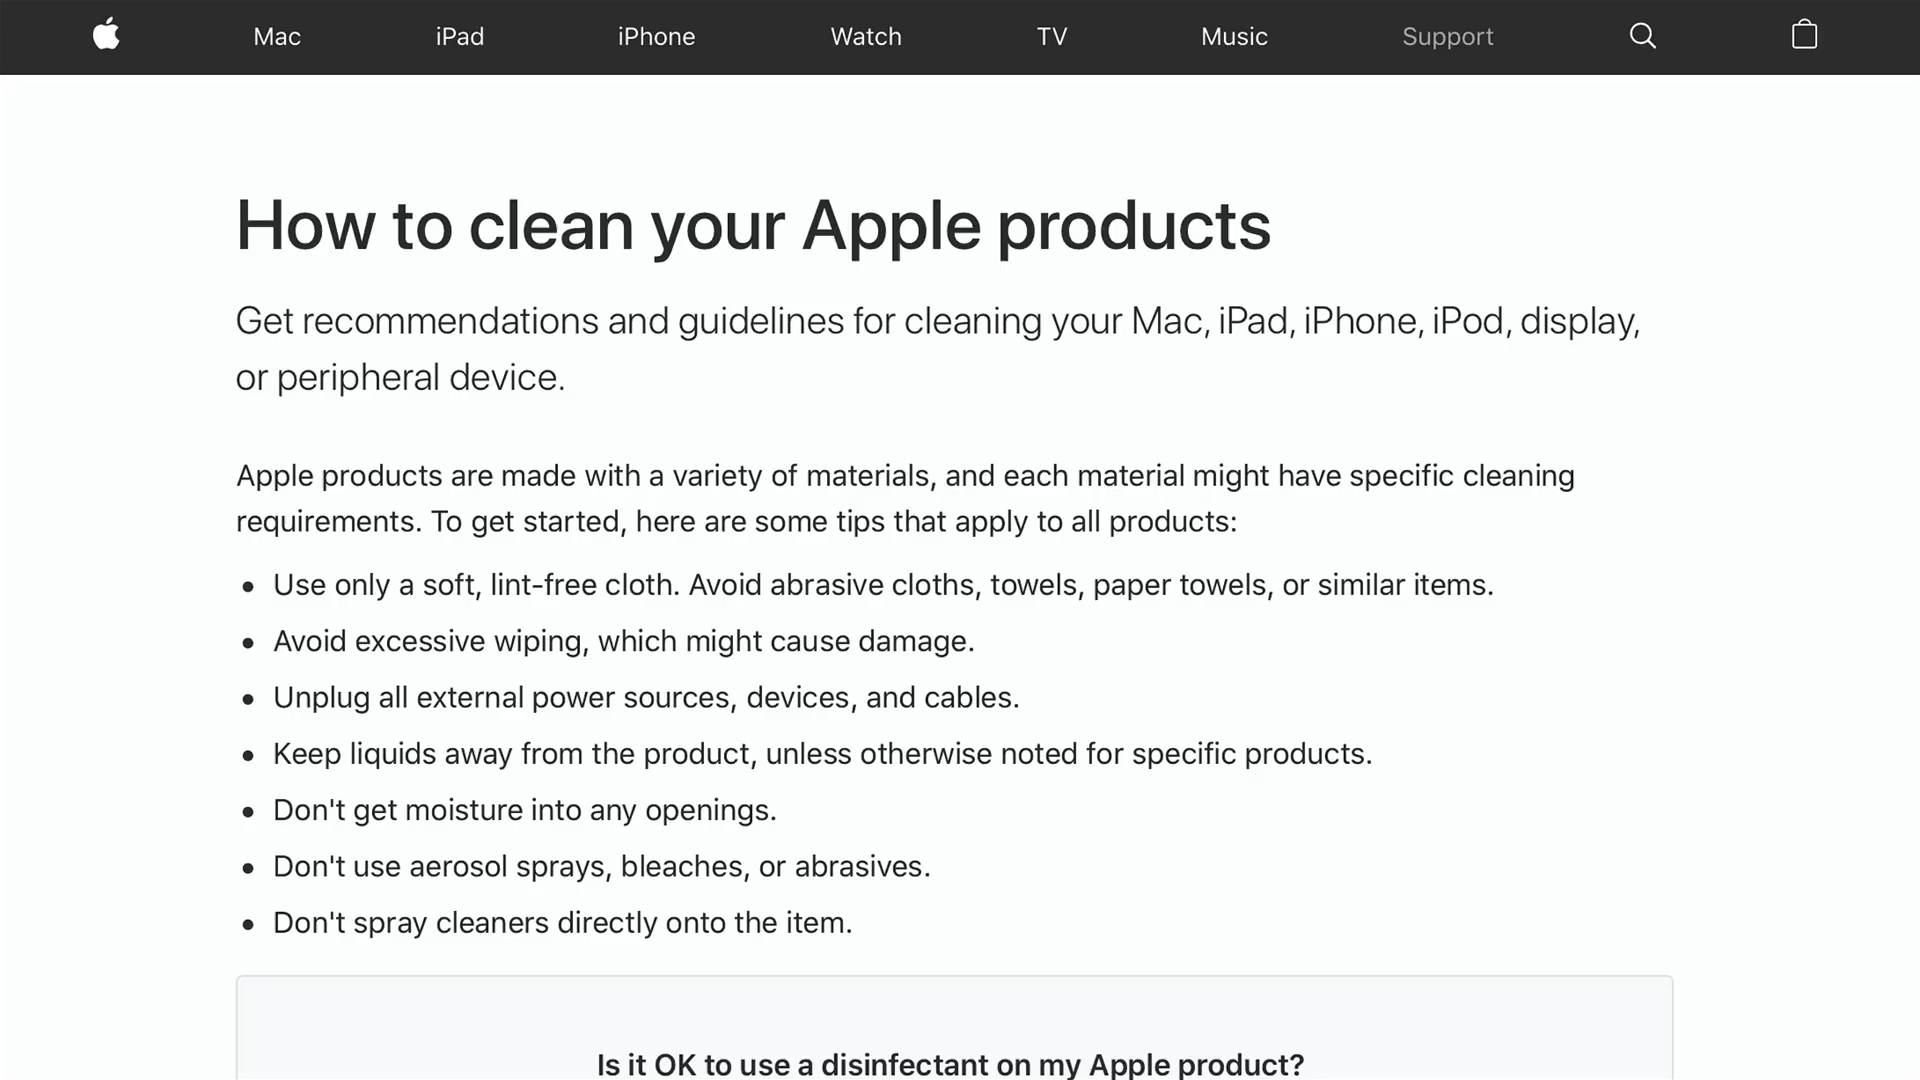 Mac iPad iPhone Watch TV Music Support
How to clean your Apple products
Get recommendations and guidelines for cleaning your Mac, iPad, iPhone, iPod, display,
or peripheral device.
Apple products are made with a variety of materials, and each material might have specific cleaning
requirements. To get started, here are some tips that apply to all products:
• Use only a soft, lint-free cloth. Avoid abrasive cloths, towels, paper towels, or similar items.
• Avoid excessive wiping, which might cause damage.
• Unplug all external power sources, devices, and cables.
• Keep liquids away from the product, unless otherwise noted for specific products.
• Don't get moisture into any openings.
• Don't use aerosol sprays, bleaches, or abrasives.
• Don't spray cleaners directly onto the item.
Is it OK to use a disinfectant on my Apple product?